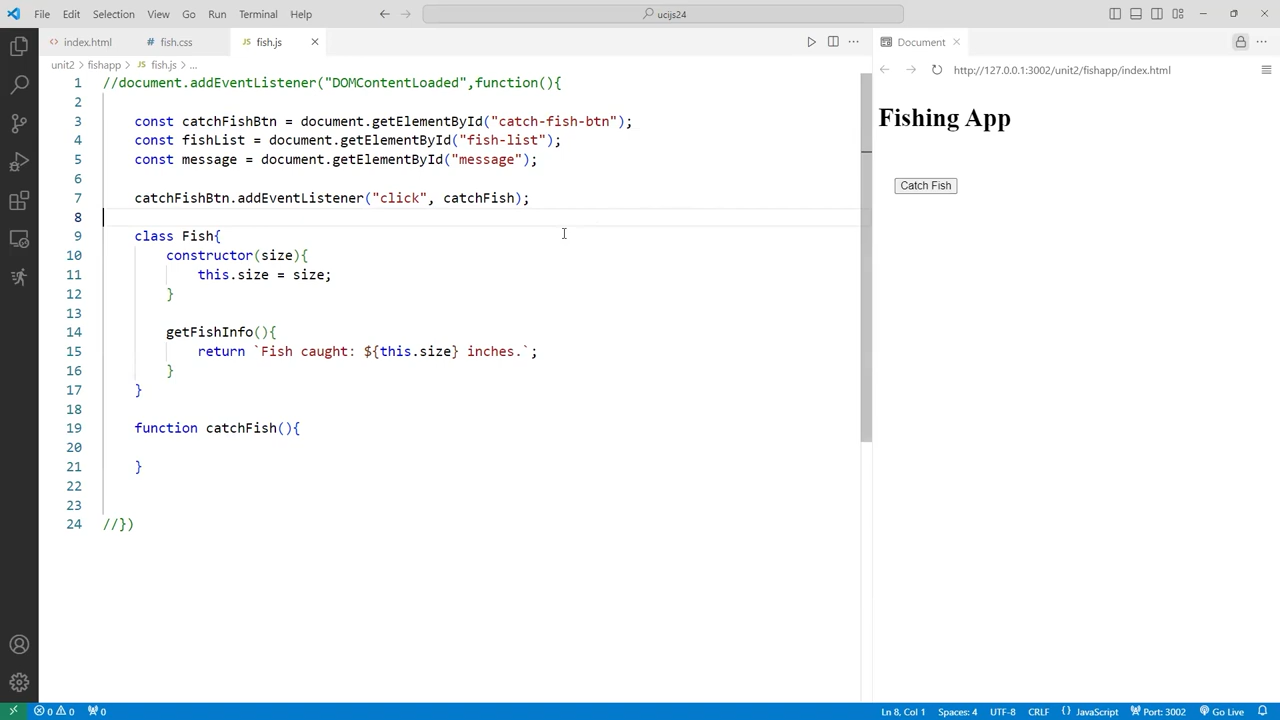 File Edit Selection View Go Run Terminal Help ucijs24
index.html fish.css fish.js Document
unit2 > fishapp > fish.js > ...
http://127.0.0.1:3002/unit2/fishapp/index.html
1 //document.addEventListener("DOMContentLoaded",function(){
2
3 const catchFishBtn = document.getElementById("catch-fish-btn");
4 const fishList = document.getElementById("fish-list");
5 const message = document.getElementById("message");
6
7 catchFishBtn.addEventListener("click", catchFish);
8
9 class Fish{
10 constructor(size){
11 this.size = size;
12 }
13
14 getFishInfo(){
15 return `Fish caught: ${this.size} inches.`;
16 }
17 }
18
19 function catchFish(){
20
21 }
22
23
24 //})
Fishing App
Catch Fish
0 0 0 Ln 8, Col 1 Spaces: 4 UTF-8 CRLF {} JavaScript Port: 3002 Go Live